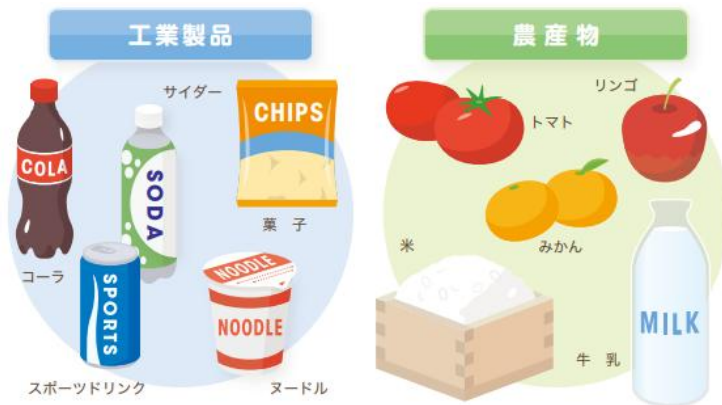 工業製品
農産物
サイダー
CHIPS
COLA
SODA
菓子
コーラ
SPORTS
NOODLE
NOODLE
スポーツドリンク
ヌードル
リンゴ
トマト
みかん
米
MILK
牛乳